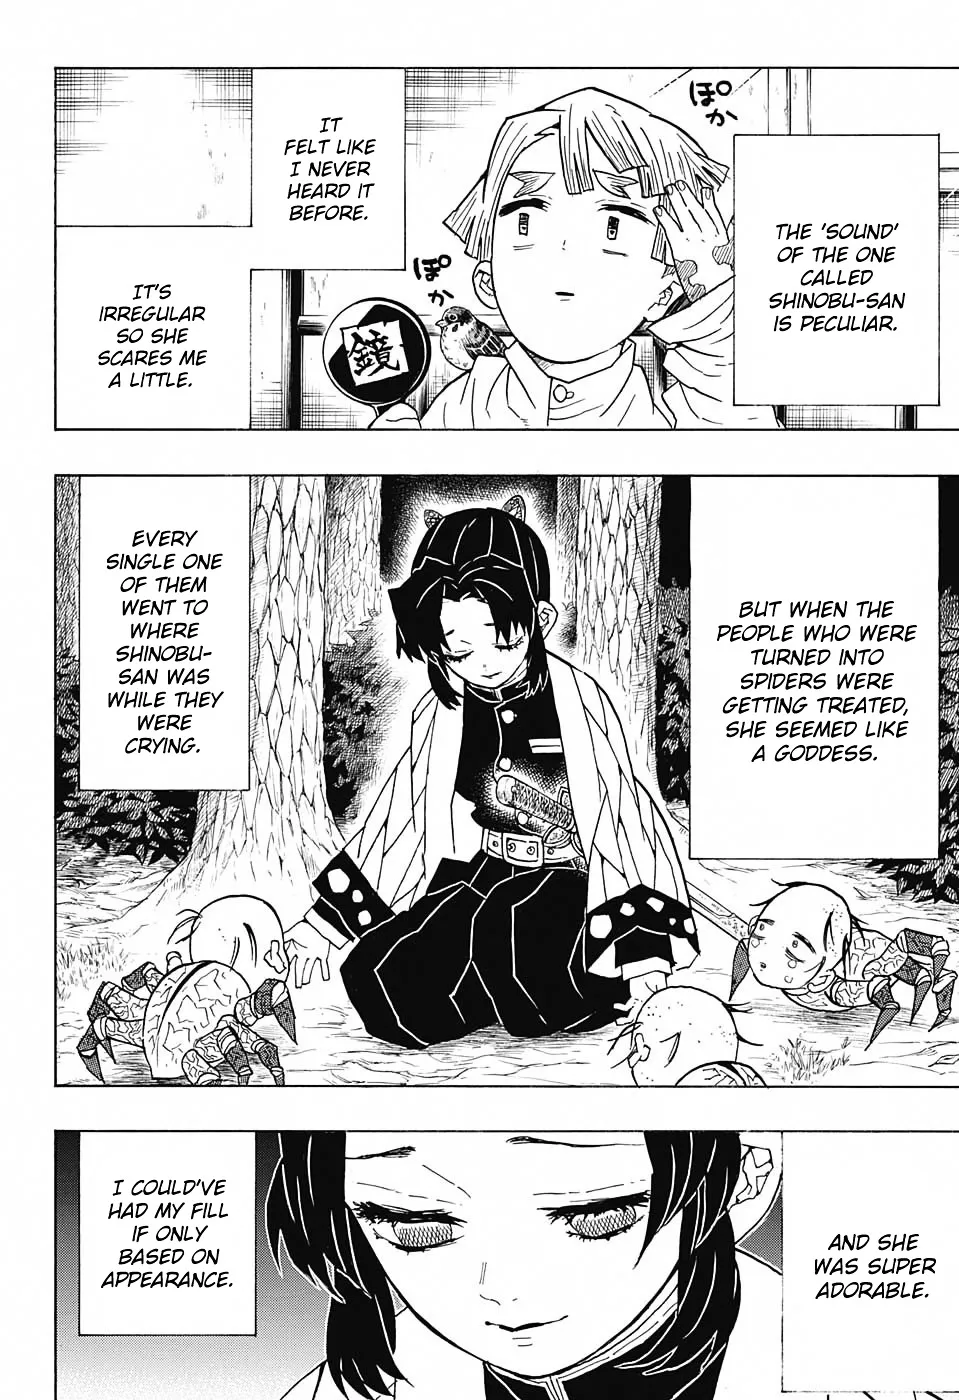 ぽか
THE 'SOUND'
OF THE ONE
CALLED
SHINOBU-SAN
IS PECULIAR.
IT
FELT LIKE
I NEVER
HEARD IT
BEFORE.
ぽか
鏡
IT'S
IRREGULAR
SO SHE
SCARES ME
A LITTLE.
BUT WHEN THE
PEOPLE WHO WERE
TURNED INTO
SPIDERS WERE
GETTING TREATED,
SHE SEEMED LIKE
A GODDESS.
EVERY
SINGLE ONE
OF THEM
WENT TO
WHERE
SHINOBU-
SAN WAS
WHILE THEY
WERE
CRYING.
AND SHE
WAS SUPER
ADORABLE.
I COULD'VE
HAD MY FILL
IF ONLY
BASED ON
APPEARANCE.